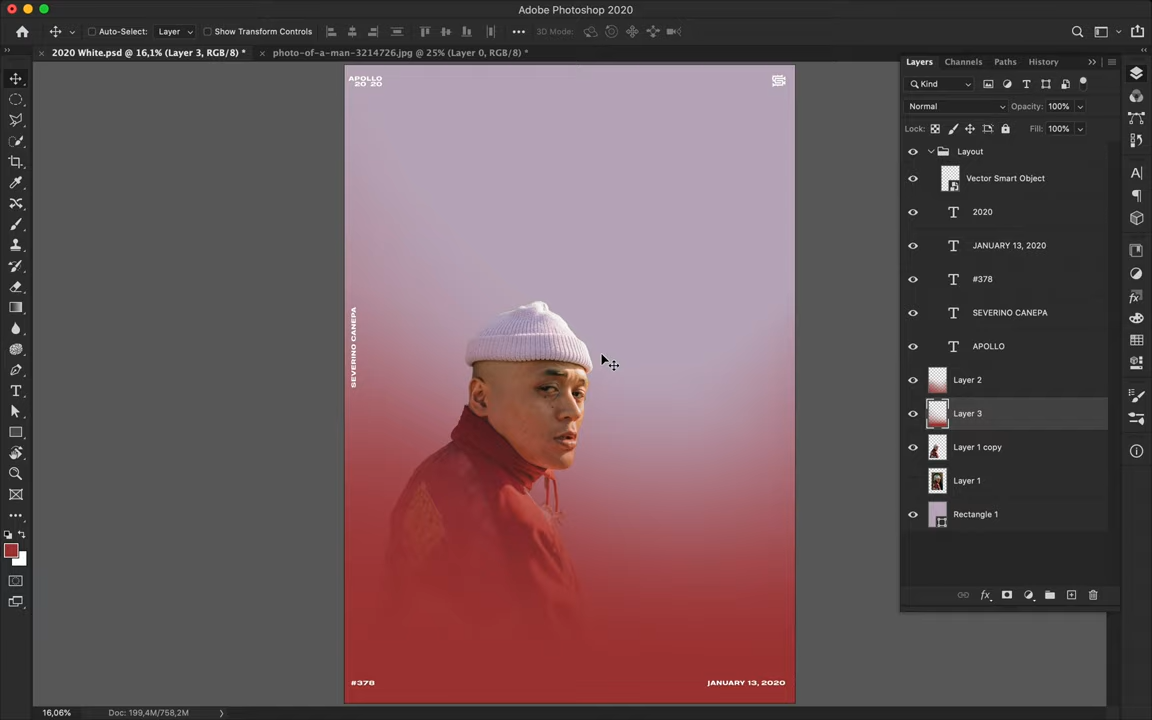 Adobe Photoshop 2020
Auto-Select: Layer Show Transform Controls 3D Mode:
2020 White.psd @ 16,1% (Layer 3, RGB/8) * photo-of-a-man-3214726.jpg @ 25% (Layer 0, RGB/8) *
Layers Channels Paths History
Kind
Normal Opacity: 100%
Lock: Fill: 100%
Layout
Vector Smart Object
2020
JANUARY 13, 2020
#378
SEVERINO CANEPA
APOLLO
Layer 2
Layer 3
Layer 1 copy
Layer 1
Rectangle 1
APOLLO
20 20
SEVERINO CANEPA
#378
JANUARY 13, 2020
16,06% Doc: 199,4M/758,2M